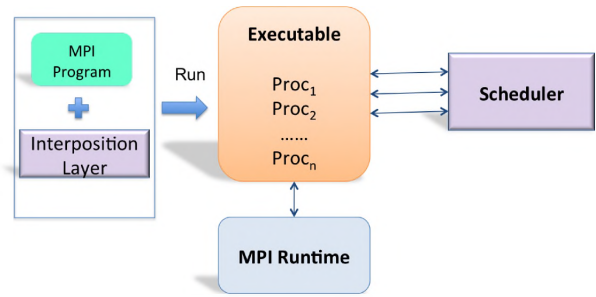 MPI
Program
Interposition
Layer
Run
Executable
Proc₁
Proc₂
......
Procₙ
Scheduler
MPI Runtime